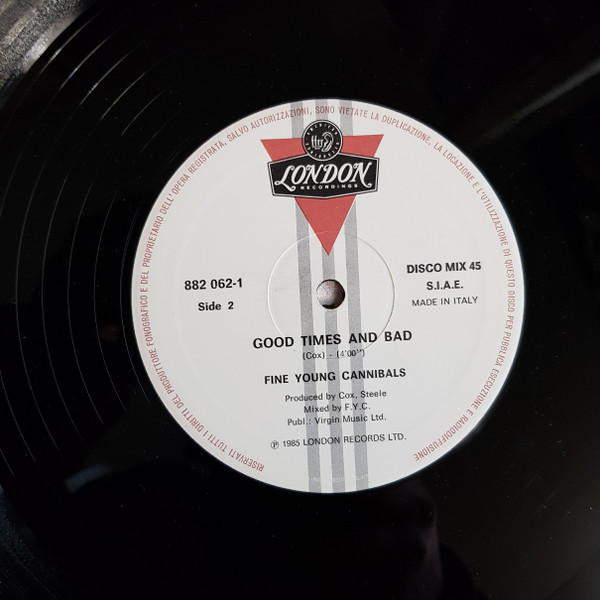 RISERVATI TUTTI I DIRITTI DEL PRODUTTORE FONOGRAFICO E DEL PROPRIETARIO DELL'OPERA REGISTRATA, SALVO AUTORIZZAZIONI, SONO VIETATE LA DUPLICAZIONE, LA LOCAZIONE E L'UTILIZZAZIONE DI QUESTO DISCO PER PUBBLICA ESECUZIONE E RADIODIFFUSIONE
LONDON
RECORDINGS
882 062-1
Side 2
DISCO MIX 45
S.I.A.E.
MADE IN ITALY
GOOD TIMES AND BAD
(Cox) - (4'00")
FINE YOUNG CANNIBALS
Produced by Cox, Steele
Mixed by F.Y.C.
Publ.: Virgin Music Ltd.
℗ 1985 LONDON RECORDS LTD.